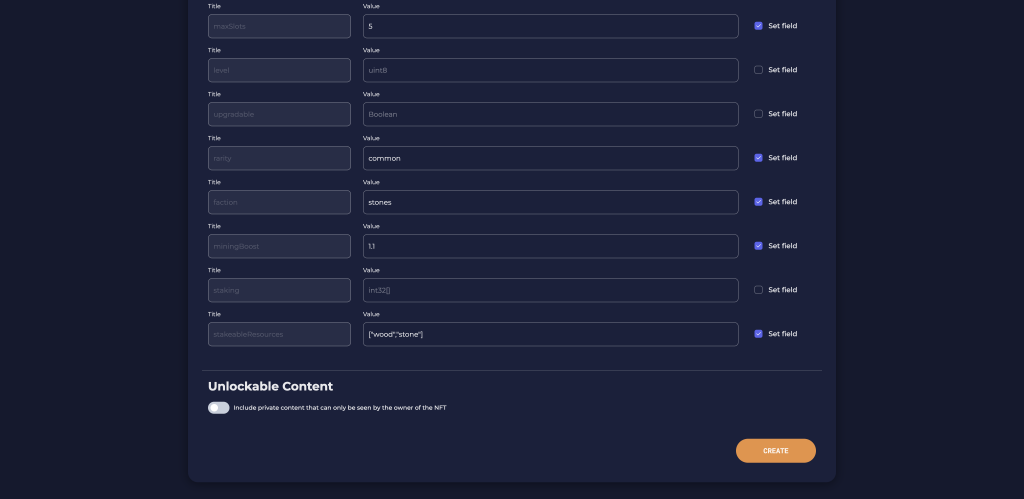 Title Value
maxSlots 5 Set field
Title Value
level uint8 Set field
Title Value
upgradable Boolean Set field
Title Value
rarity common Set field
Title Value
faction stones Set field
Title Value
miningBoost 1,1 Set field
Title Value
staking int32[] Set field
Title Value
stakeableResources ["wood","stone"] Set field
Unlockable Content
Include private content that can only be seen by the owner of the NFT
CREATE